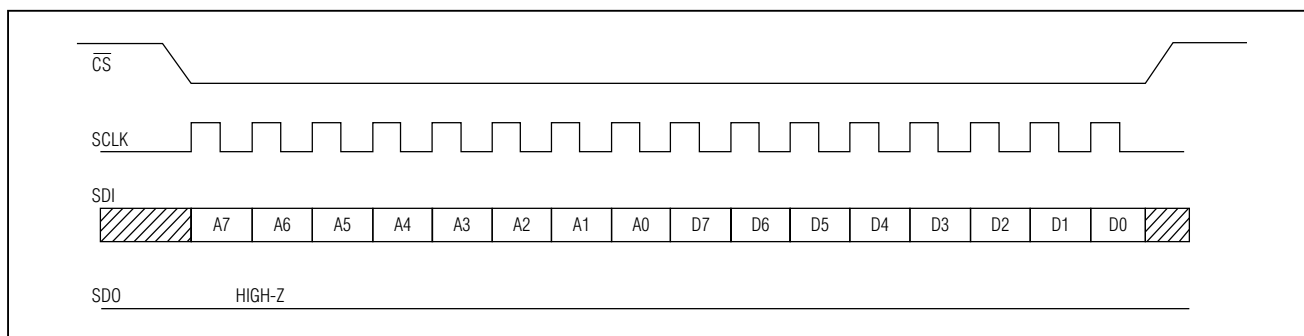 CS
SCLK
SDI
A7 A6 A5 A4 A3 A2 A1 A0 D7 D6 D5 D4 D3 D2 D1 D0
SDO HIGH-Z